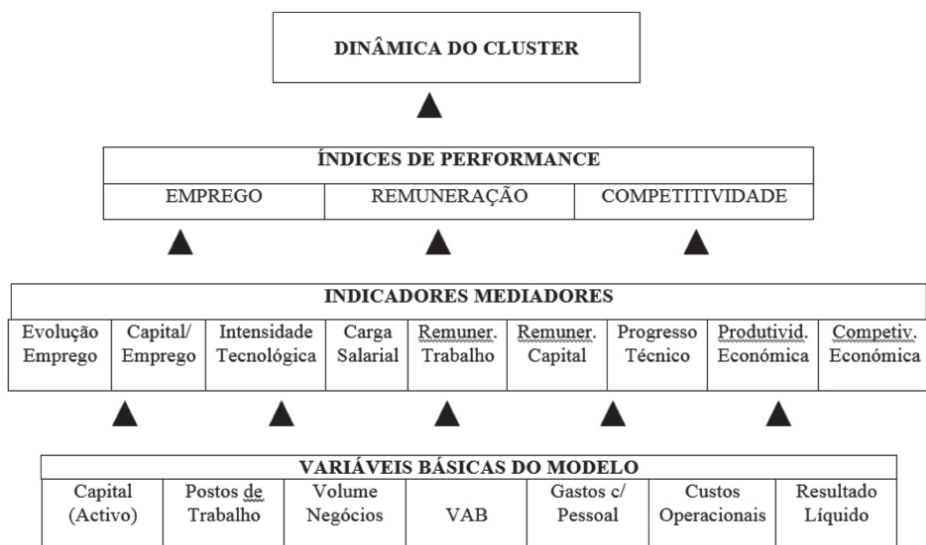 DINÂMICA DO CLUSTER
ÍNDICES DE PERFORMANCE
EMPREGO REMUNERAÇÃO COMPETITIVIDADE
INDICADORES MEDIADORES
Evolução Capital/ Intensidade Carga Remuner. Remuner. Progresso Produtivid. Competiv.
Emprego Emprego Tecnológica Salarial Trabalho Capital Técnico Económica Económica
VARIÁVEIS BÁSICAS DO MODELO
Capital Postos de Volume VAB Gastos c/ Custos Resultado
(Activo) Trabalho Negócios Pessoal Operacionais Líquido